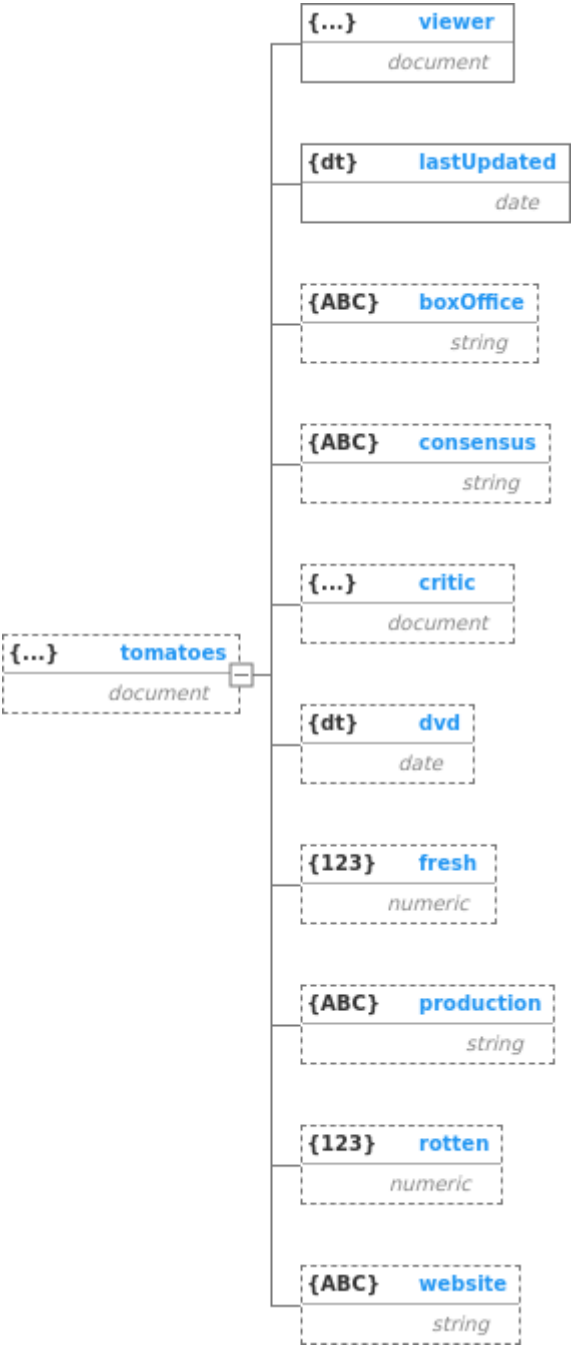 {...} viewer
document
{dt} lastUpdated
date
{ABC} boxOffice
string
{ABC} consensus
string
{...} critic
document
{...} tomatoes
document
{dt} dvd
date
{123} fresh
numeric
{ABC} production
string
{123} rotten
numeric
{ABC} website
string